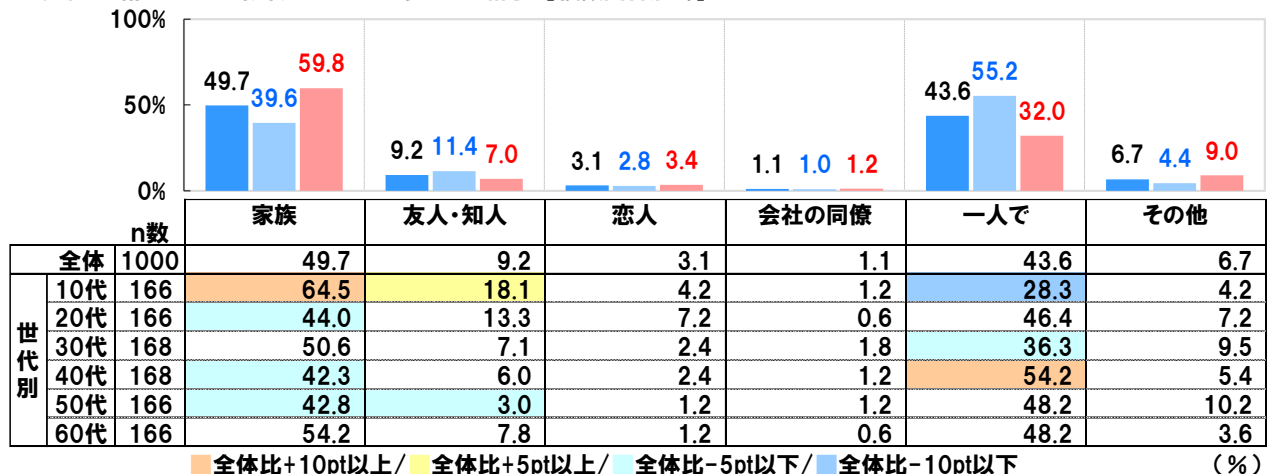 100%
50%
0%
49.7 39.6 59.8
9.2 11.4 7.0
3.1 2.8 3.4
1.1 1.0 1.2
43.6 55.2 32.0
6.7 4.4 9.0
n数 家族 友人・知人 恋人 会社の同僚 一人で その他
全体 1000 49.7 9.2 3.1 1.1 43.6 6.7
世代別
10代 166 64.5 18.1 4.2 1.2 28.3 4.2
20代 166 44.0 13.3 7.2 0.6 46.4 7.2
30代 168 50.6 7.1 2.4 1.8 36.3 9.5
40代 168 42.3 6.0 2.4 1.2 54.2 5.4
50代 166 42.8 3.0 1.2 1.2 48.2 10.2
60代 166 54.2 7.8 1.2 0.6 48.2 3.6
全体比+10pt以上/ 全体比+5pt以上/ 全体比-5pt以下/ 全体比-10pt以下 (%)